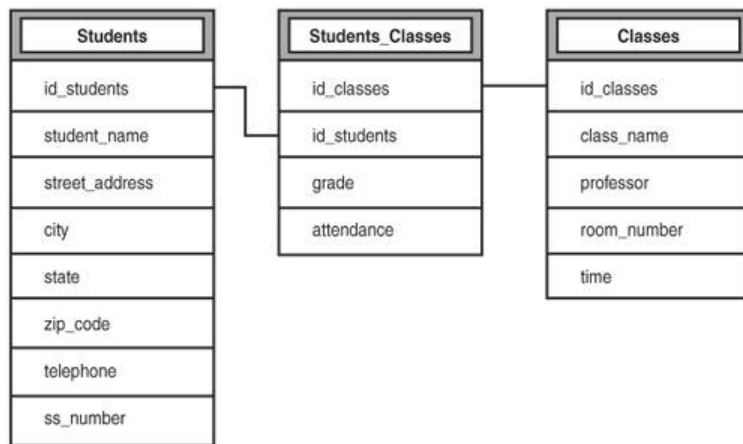 Students
id_students
student_name
street_address
city
state
zip_code
telephone
ss_number
Students_Classes
id_classes
id_students
grade
attendance
Classes
id_classes
class_name
professor
room_number
time